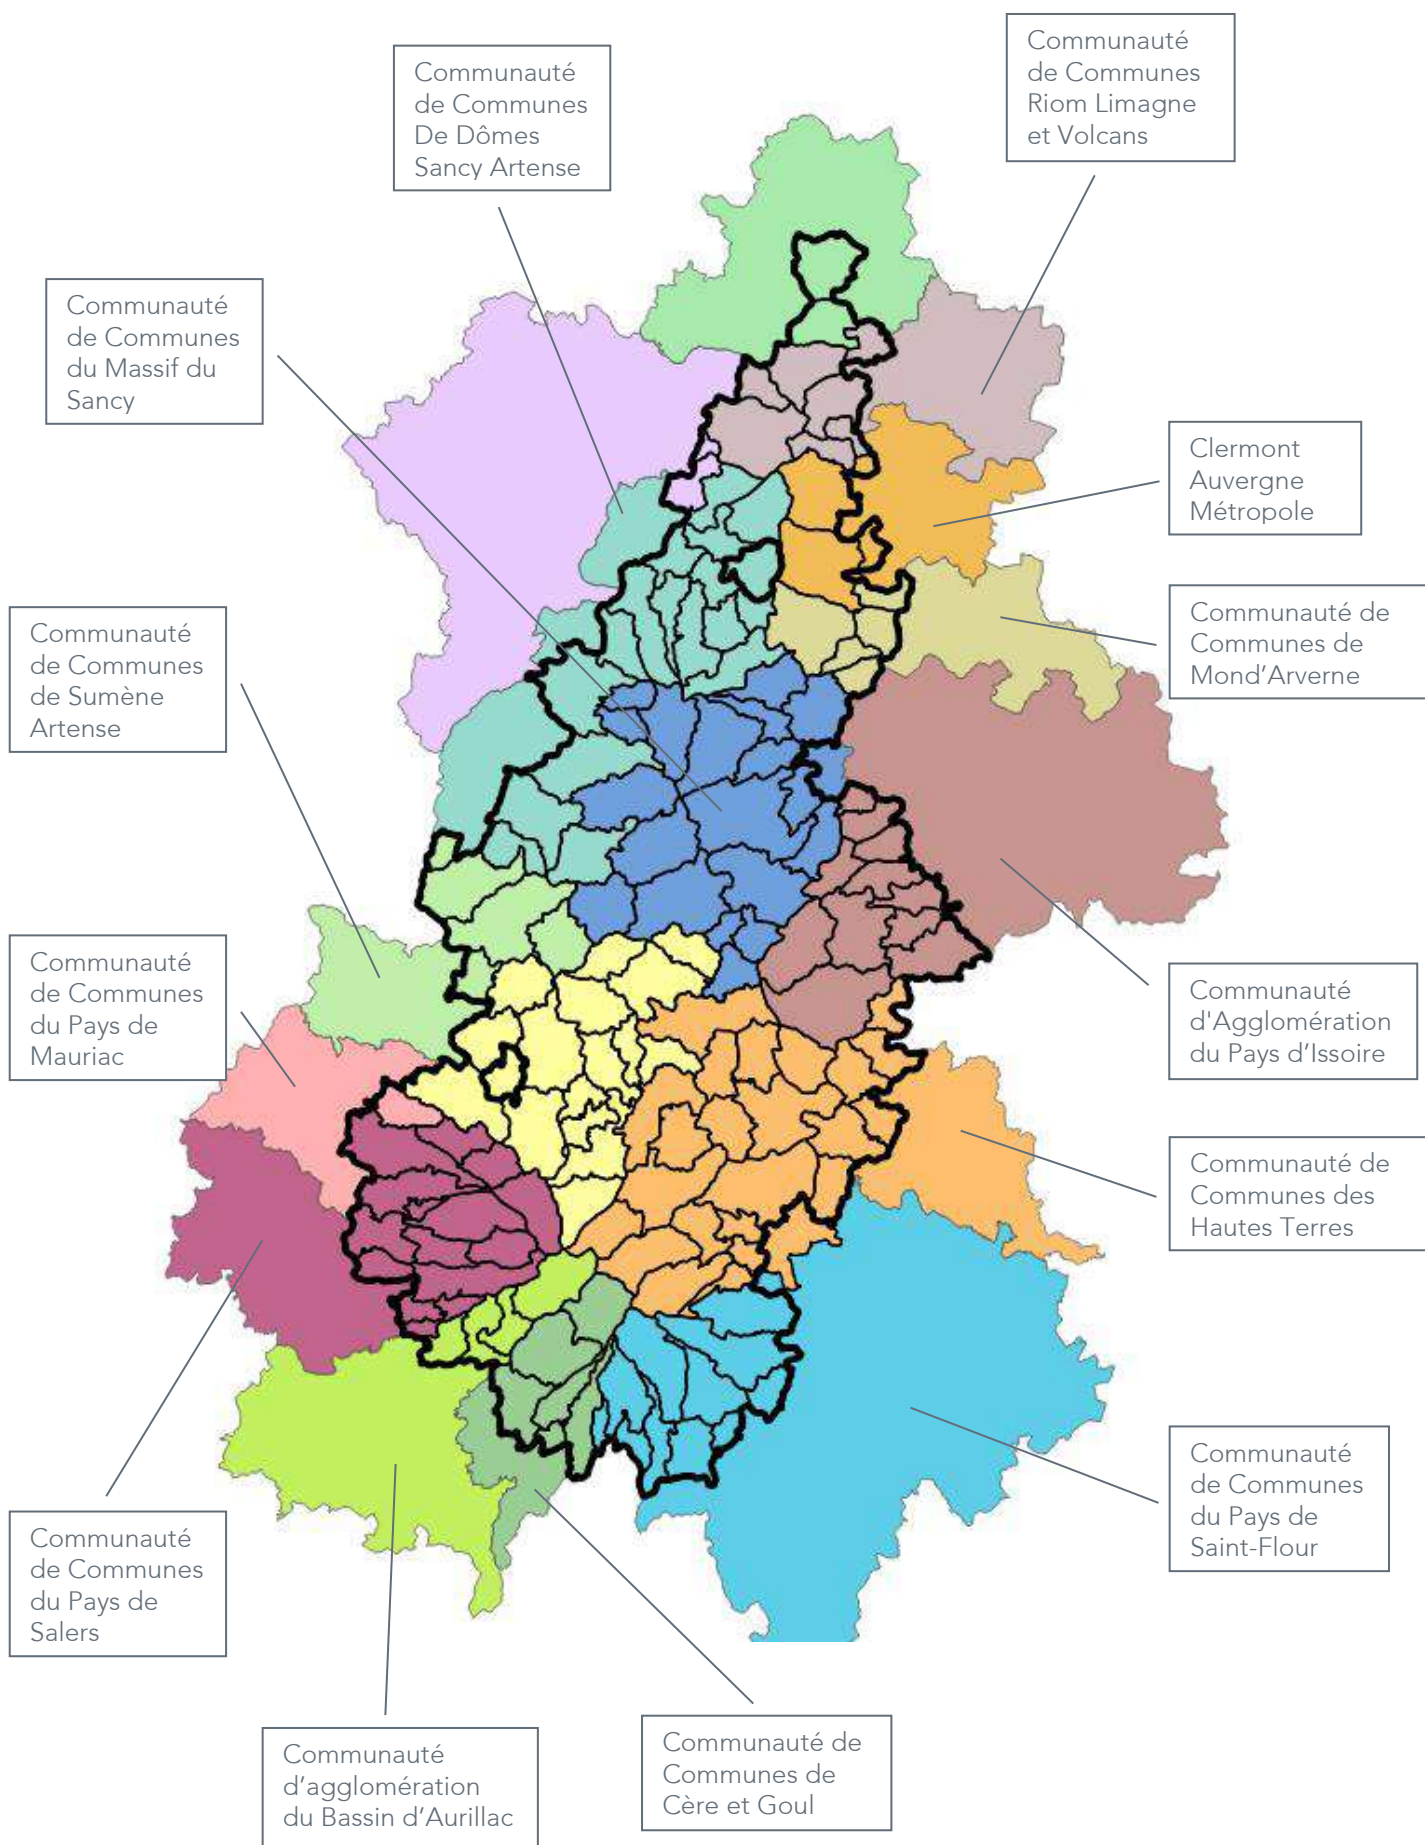 Communauté
de Communes
Riom Limagne
et Volcans
Communauté
de Communes
De Dômes
Sancy Artense
Communauté
de Communes
du Massif du
Sancy
Clermont
Auvergne
Métropole
Communauté de
Communes de
Mond’Arverne
Communauté
de Communes
de Sumène
Artense
Communauté
de Communes
du Pays de
Mauriac
Communauté
d'Agglomération
du Pays d’Issoire
Communauté de
Communes des
Hautes Terres
Communauté
de Communes
du Pays de
Saint-Flour
Communauté
de Communes
du Pays de
Salers
Communauté
d’agglomération
du Bassin d’Aurillac
Communauté de
Communes de
Cère et Goul